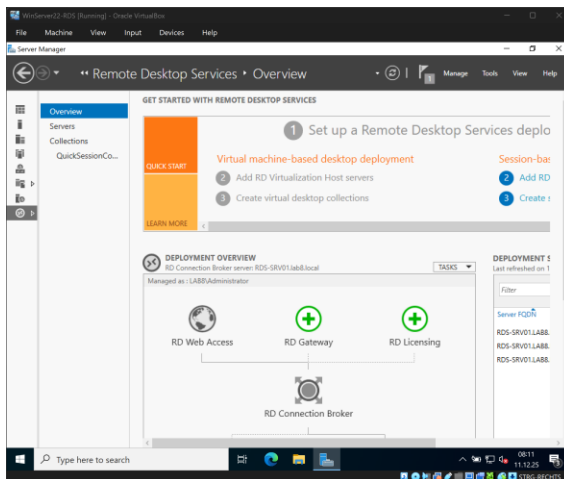 WinServer22-RDS [Running] - Oracle VirtualBox
File Machine View Input Devices Help
Server Manager
Remote Desktop Services Overview
Manage Tools View Help
Overview
Servers
Collections
QuickSessionCo...
GET STARTED WITH REMOTE DESKTOP SERVICES
1 Set up a Remote Desktop Services deplo
QUICK START
Virtual machine-based desktop deployment
Session-bas
2 Add RD Virtualization Host servers
2 Add RD
3 Create virtual desktop collections
3 Create s
LEARN MORE
DEPLOYMENT OVERVIEW
RD Connection Broker server: RDS-SRV01.lab8.local
TASKS
Managed as : LAB8\Administrator
RD Web Access
RD Gateway
RD Licensing
RD Connection Broker
DEPLOYMENT S
Last refreshed on 1
Filter
Server FQDN
RDS-SRV01.LAB8.
RDS-SRV01.LAB8.
RDS-SRV01.LAB8.
Type here to search
08:11
11.12.25
STRG-RECHTS